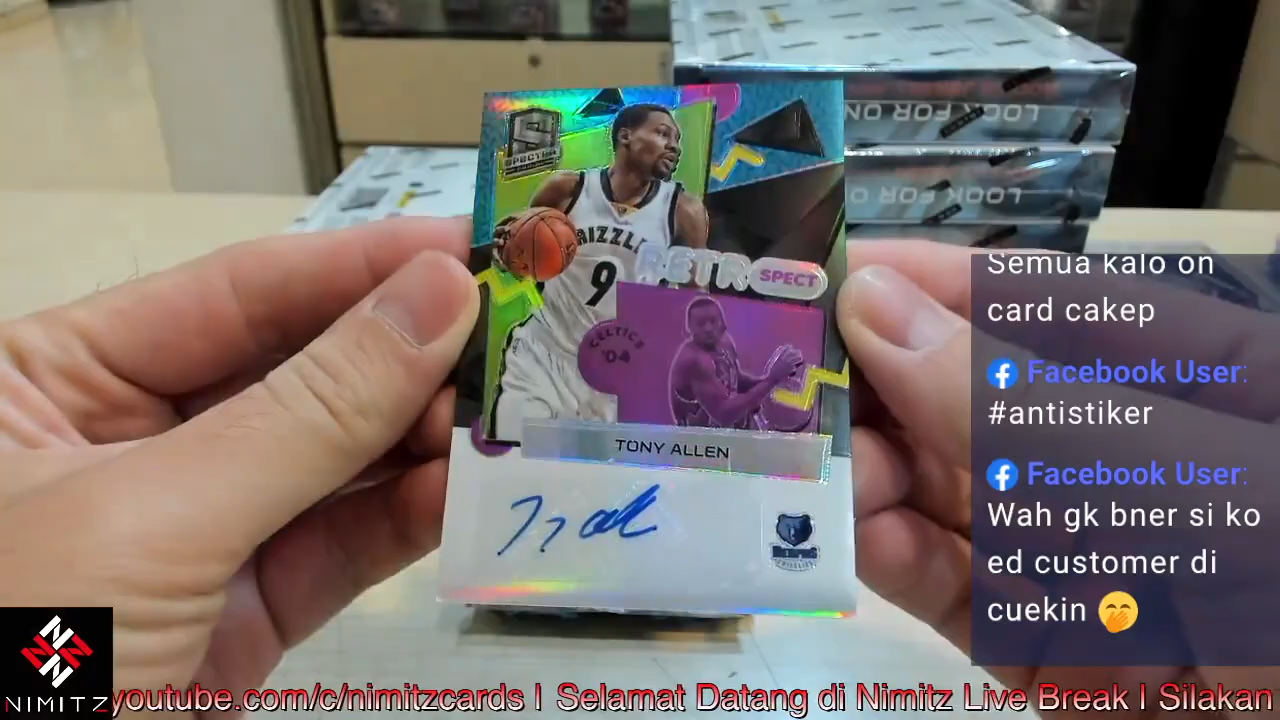 LOOK FOR ON
LOOK FOR O
SPECTRA
RIZZL
9
RETRO
SPECT
CELTICS
'04
TONY ALLEN
MEMPHIS
GRIZZLIES
Semua kalo on
card cakep
Facebook User:
#antistiker
Facebook User:
Wah gk bner si ko
ed customer di
cuekin 🤭
NIMITZ
youtube.com/c/nimitzcards | Selamat Datang di Nimitz Live Break | Silakan